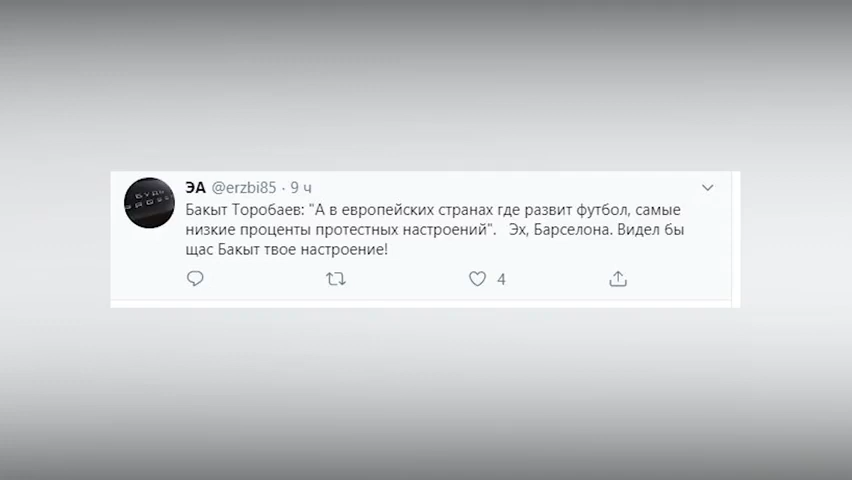 ЭА @erzbi85 · 9 ч
Бакыт Торобаев: "А в европейских странах где развит футбол, самые
низкие проценты протестных настроений". Эх, Барселона. Видел бы
щас Бакыт твое настроение!
4
БУДЬ